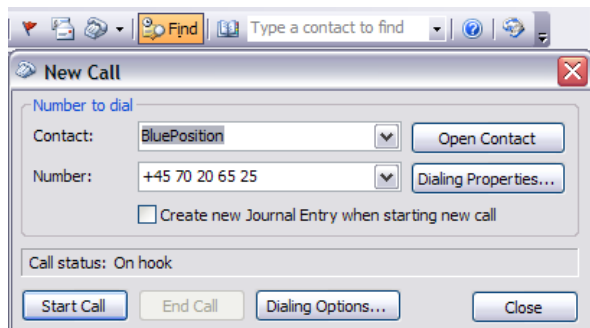 Find Type a contact to find
New Call
Number to dial
Contact: BluePosition Open Contact
Number: +45 70 20 65 25 Dialing Properties...
Create new Journal Entry when starting new call
Call status: On hook
Start Call End Call Dialing Options... Close